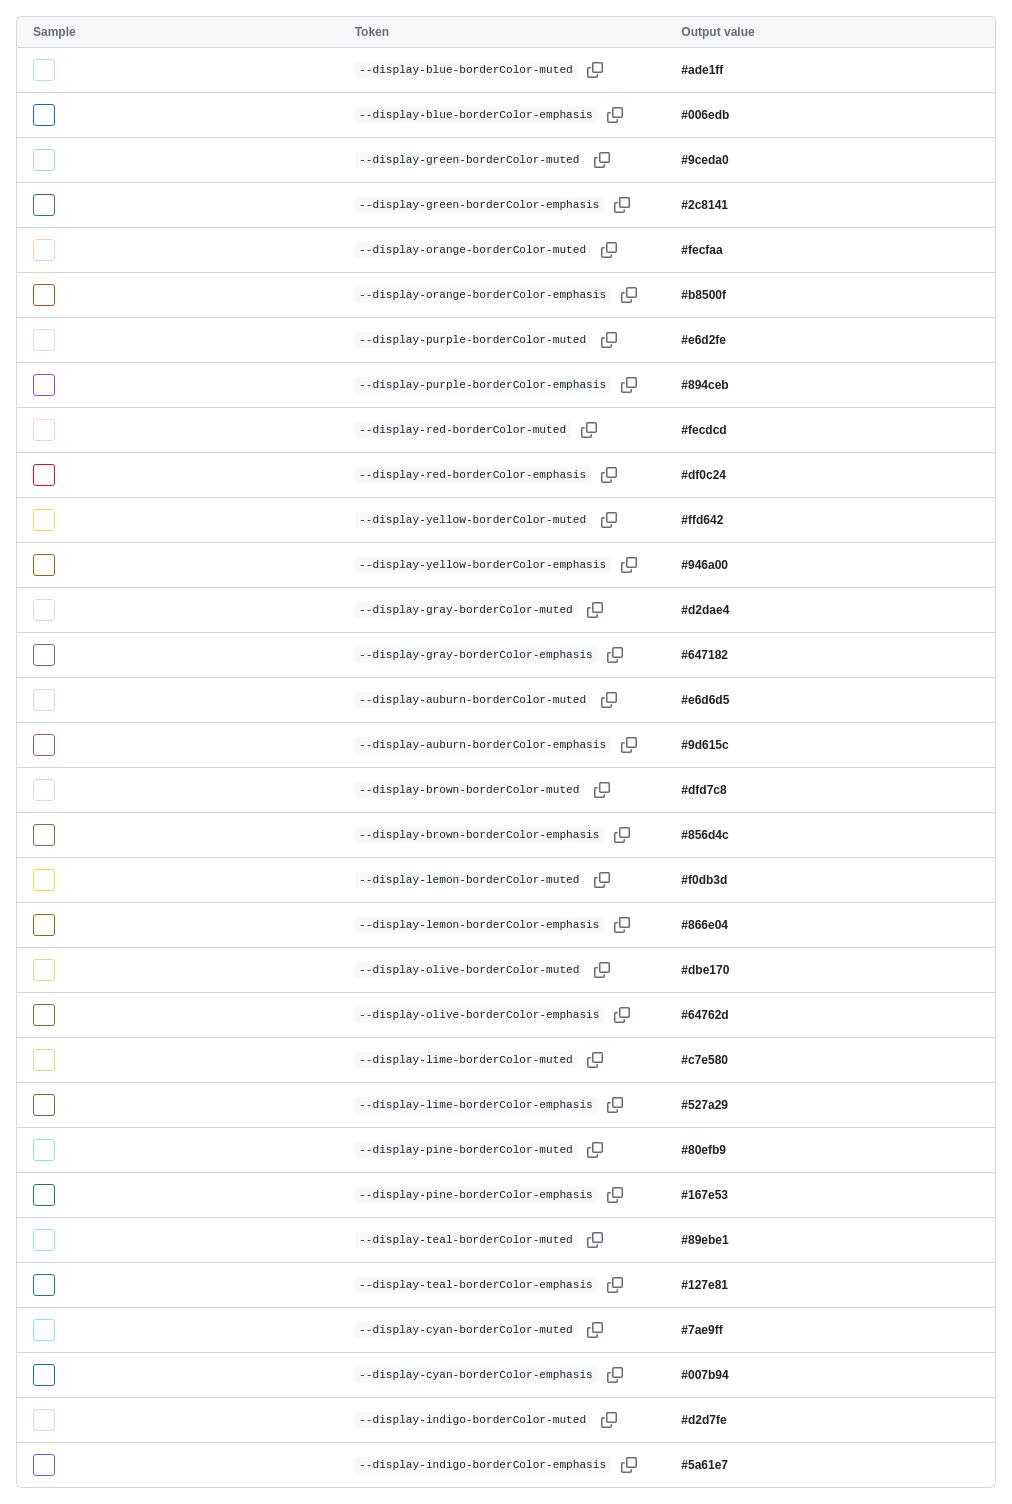 Sample Token Output value
--display-blue-borderColor-muted #ade1ff
--display-blue-borderColor-emphasis #006edb
--display-green-borderColor-muted #9ceda0
--display-green-borderColor-emphasis #2c8141
--display-orange-borderColor-muted #fecfaa
--display-orange-borderColor-emphasis #b8500f
--display-purple-borderColor-muted #e6d2fe
--display-purple-borderColor-emphasis #894ceb
--display-red-borderColor-muted #fecdcd
--display-red-borderColor-emphasis #df0c24
--display-yellow-borderColor-muted #ffd642
--display-yellow-borderColor-emphasis #946a00
--display-gray-borderColor-muted #d2dae4
--display-gray-borderColor-emphasis #647182
--display-auburn-borderColor-muted #e6d6d5
--display-auburn-borderColor-emphasis #9d615c
--display-brown-borderColor-muted #dfd7c8
--display-brown-borderColor-emphasis #856d4c
--display-lemon-borderColor-muted #f0db3d
--display-lemon-borderColor-emphasis #866e04
--display-olive-borderColor-muted #dbe170
--display-olive-borderColor-emphasis #64762d
--display-lime-borderColor-muted #c7e580
--display-lime-borderColor-emphasis #527a29
--display-pine-borderColor-muted #80efb9
--display-pine-borderColor-emphasis #167e53
--display-teal-borderColor-muted #89ebe1
--display-teal-borderColor-emphasis #127e81
--display-cyan-borderColor-muted #7ae9ff
--display-cyan-borderColor-emphasis #007b94
--display-indigo-borderColor-muted #d2d7fe
--display-indigo-borderColor-emphasis #5a61e7